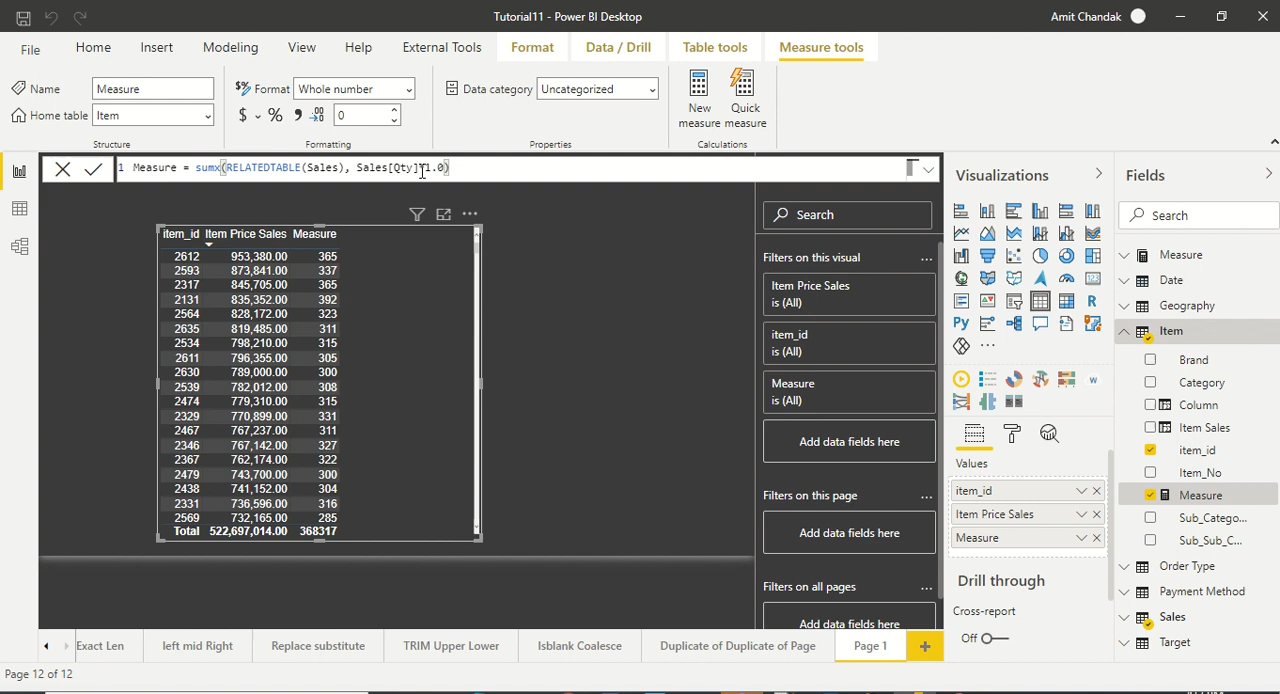 Tutorial11 - Power BI Desktop
Amit Chandak
File Home Insert Modeling View Help External Tools Format Data / Drill Table tools Measure tools
Name Measure
Home table Item
Structure
Format Whole number
$ % 0
Formatting
Data category Uncategorized
Properties
New measure
Quick measure
Calculations
1 Measure = sumx(RELATEDTABLE(Sales), Sales[Qty]*1.0)
item_id Item Price Sales Measure
2612 953,380.00 365
2593 873,841.00 337
2317 845,705.00 365
2131 835,352.00 392
2564 828,172.00 323
2635 819,485.00 311
2534 798,210.00 315
2611 796,355.00 305
2630 789,000.00 300
2539 782,012.00 308
2474 779,310.00 315
2329 770,899.00 331
2467 767,237.00 311
2346 767,142.00 327
2367 762,174.00 322
2479 743,700.00 300
2438 741,152.00 304
2331 736,596.00 316
2569 732,165.00 285
Total 522,697,014.00 368317
Search
Filters on this visual ...
Item Price Sales
is (All)
item_id
is (All)
Measure
is (All)
Add data fields here
Filters on this page ...
Add data fields here
Filters on all pages ...
Add data fields here
Visualizations
R
Py
Values
item_id
Item Price Sales
Measure
Drill through
Cross-report
Off
Fields
Search
Measure
Date
Geography
Item
Brand
Category
Column
Item Sales
item_id
Item_No
Measure
Sub_Catego...
Sub_Sub_C...
Order Type
Payment Method
Sales
Target
Exact Len left mid Right Replace substitute TRIM Upper Lower Isblank Coalesce Duplicate of Duplicate of Page Page 1 +
Page 12 of 12